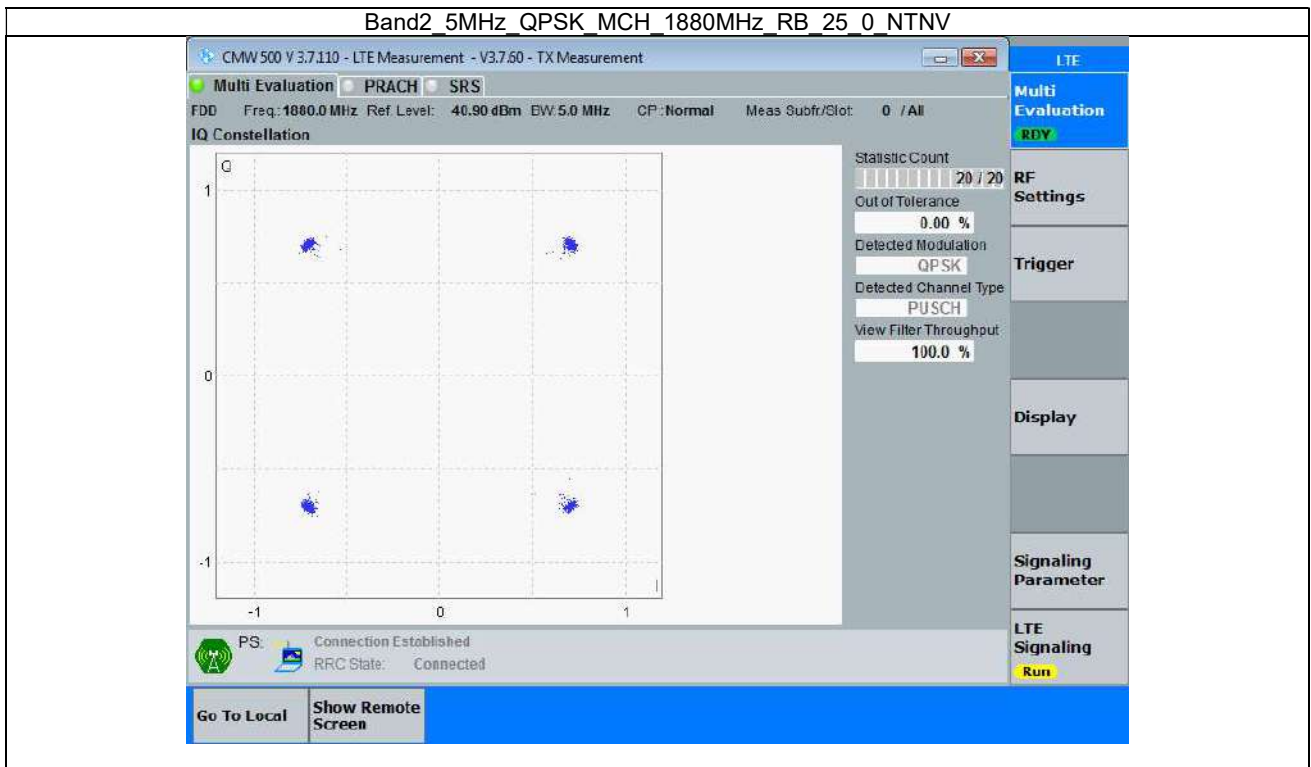 Band2_5MHz_QPSK_MCH_1880MHz_RB_25_0_NTNV
CMW 500 V 3.7.110 - LTE Measurement - V3.7.60 - TX Measurement
LTE
Multi Evaluation PRACH SRS
Multi
Evaluation
RDY
FDD Freq.: 1880.0 MHz Ref. Level: 40.90 dBm BW: 5.0 MHz CP: Normal Meas Subfr/Slot: 0 / All
IQ Constellation
Q
1
0
-1
-1 0 1
I
Statistic Count
20 / 20
Out of Tolerance
0.00 %
Detected Modulation
QPSK
Detected Channel Type
PUSCH
View Filter Throughput
100.0 %
RF
Settings
Trigger
Display
Signaling
Parameter
LTE
Signaling
Run
PS: Connection Established
RRC State: Connected
Go To Local
Show Remote
Screen